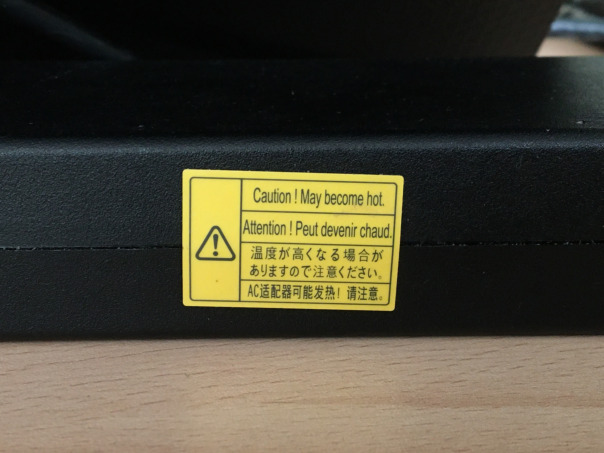 Caution ! May become hot.
Attention ! Peut devenir chaud.
温度が高くなる場合が
ありますので注意ください。
AC适配器可能发热！请注意。